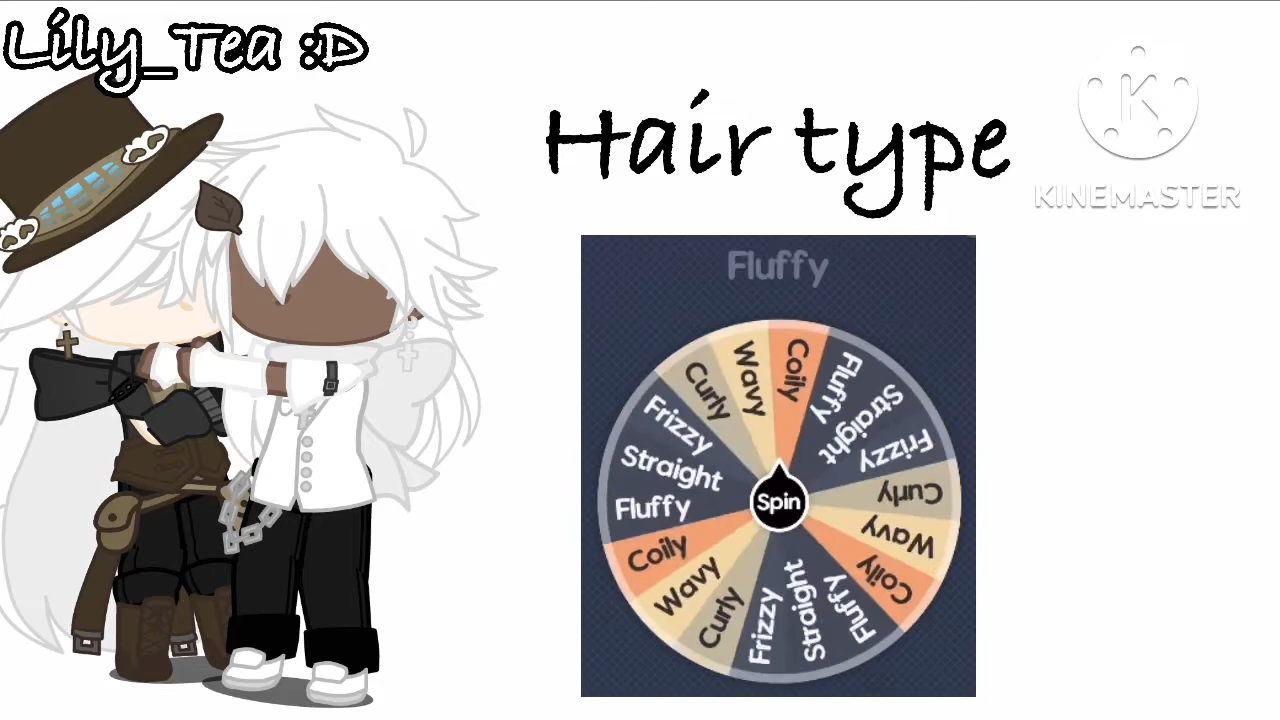 Lily_Tea :D
Hair type
K
KINEMASTER
Fluffy
Coily
Fluffy
Straight
Frizzy
Curly
Wavy
Coily
Fluffy
Straight
Frizzy
Curly
Wavy
Coily
Fluffy
Straight
Frizzy
Curly
Wavy
Spin